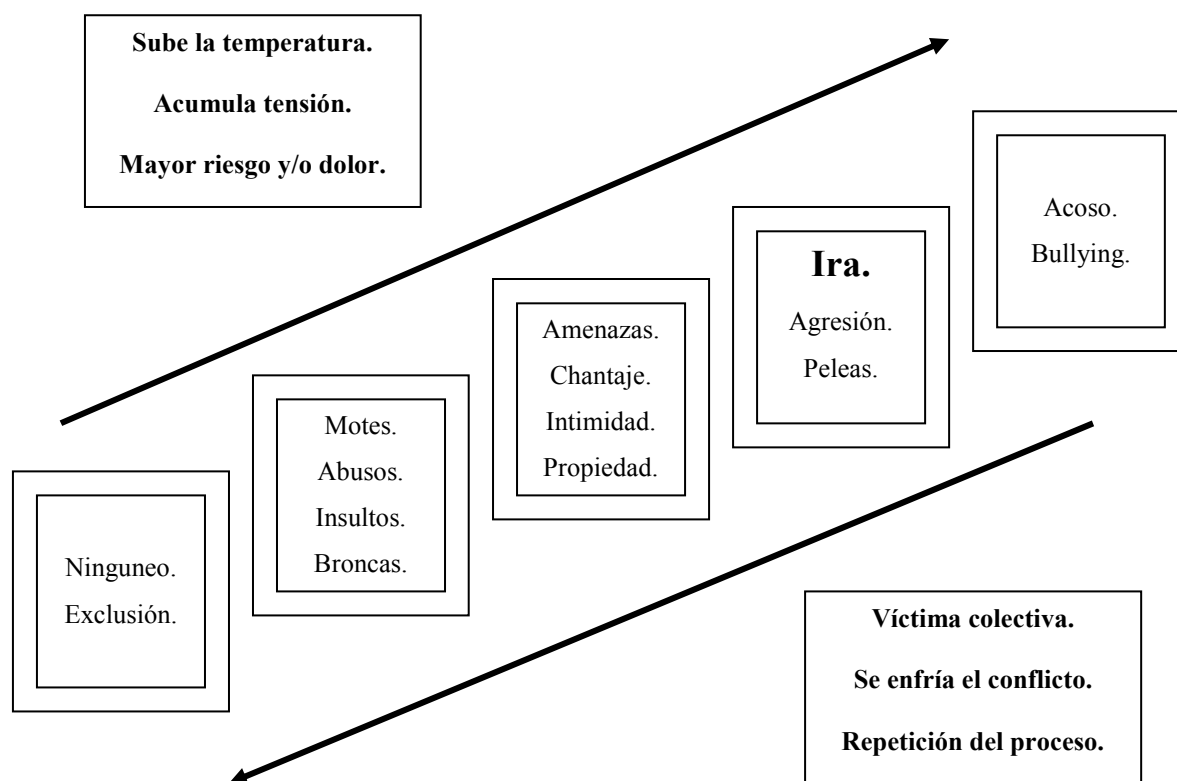 Sube la temperatura.
Acumula tensión.
Mayor riesgo y/o dolor.
Acoso.
Bullying.
Ira.
Agresión.
Peleas.
Amenazas.
Chantaje.
Intimidad.
Propiedad.
Motes.
Abusos.
Insultos.
Broncas.
Ninguneo.
Exclusión.
Víctima colectiva.
Se enfría el conflicto.
Repetición del proceso.